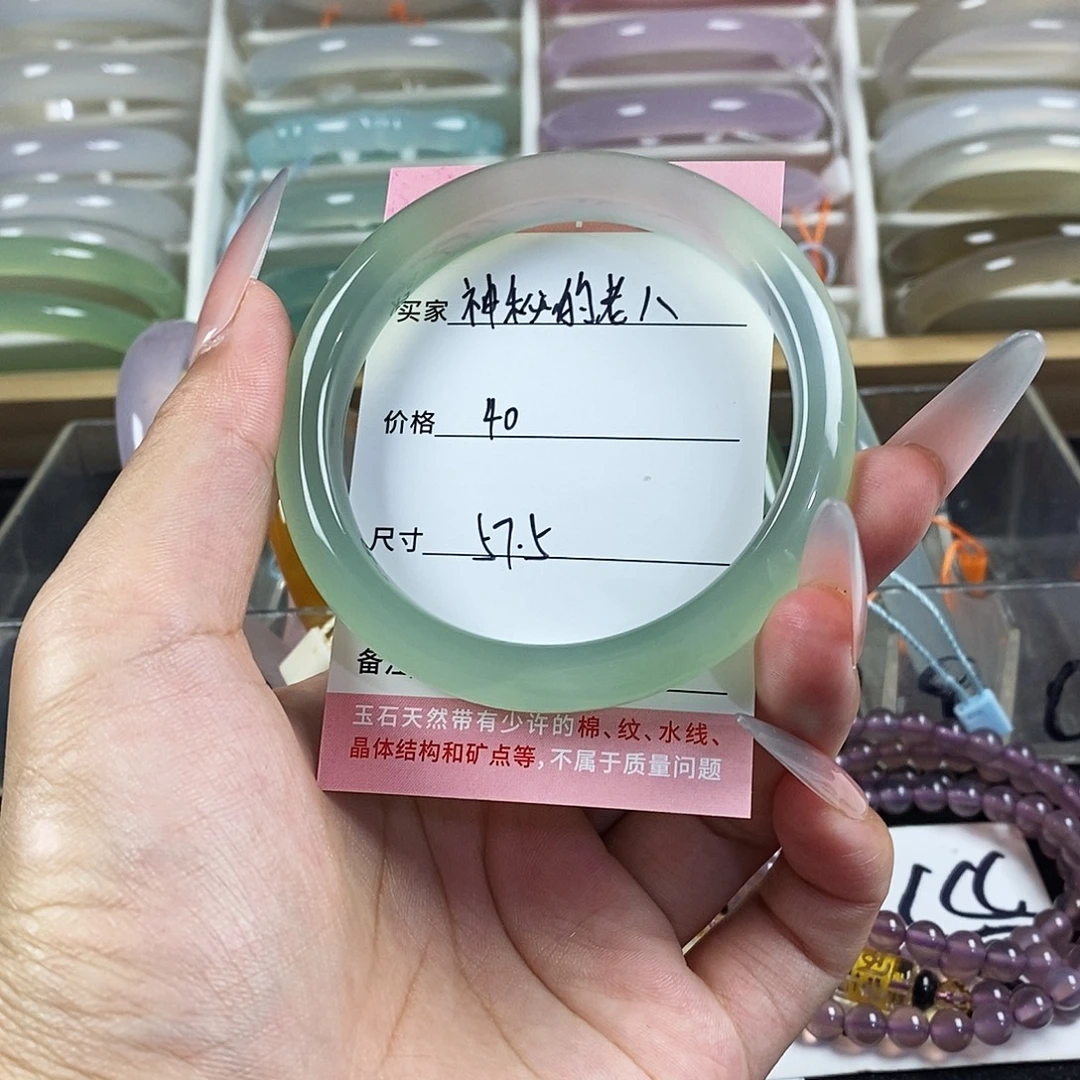 买家 神秘的老八
价格 40
尺寸 57.5
备注
玉石天然带有少许的棉、纹、水线、
晶体结构和矿点等,不属于质量问题